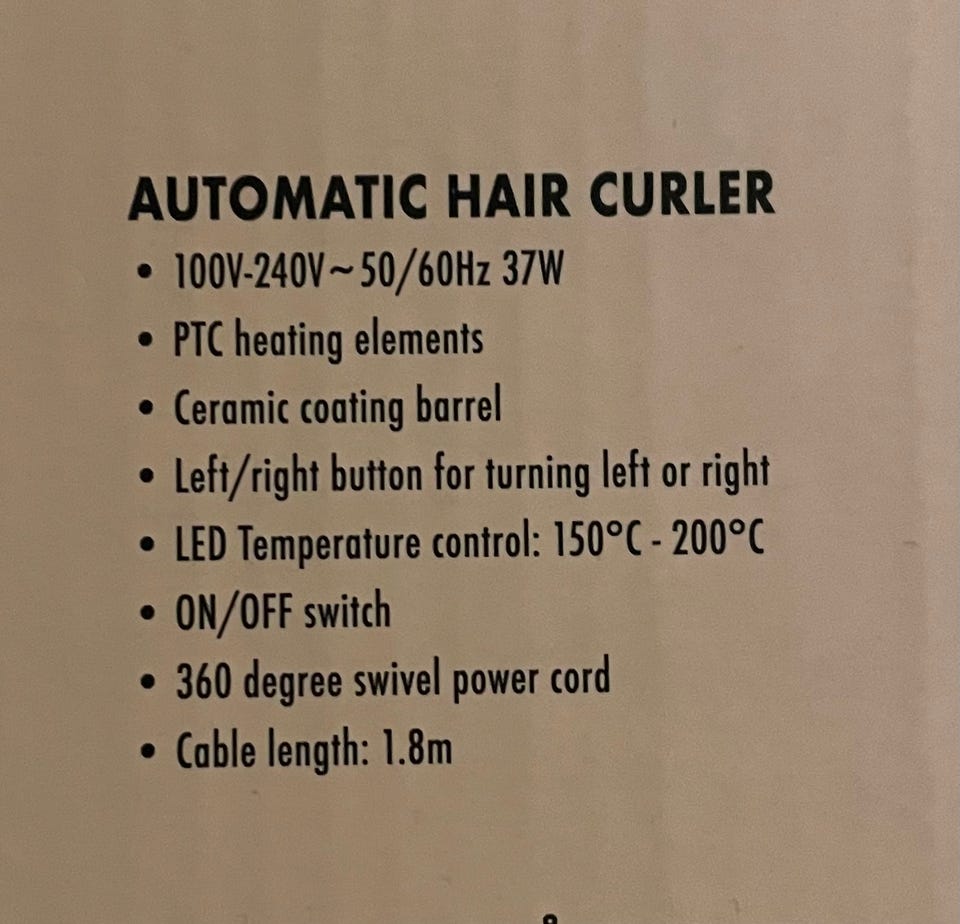 AUTOMATIC HAIR CURLER
• 100V-240V~50/60Hz 37W
• PTC heating elements
• Ceramic coating barrel
• Left/right button for turning left or right
• LED Temperature control: 150°C - 200°C
• ON/OFF switch
• 360 degree swivel power cord
• Cable length: 1.8m